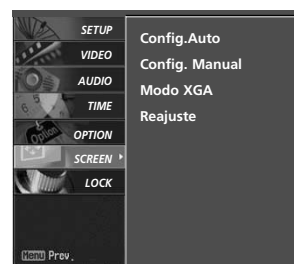 SETUP
VIDEO
AUDIO
TIME
OPTION
SCREEN
LOCK
Menu Prev.
Config.Auto
Config. Manual
Modo XGA
Reajuste